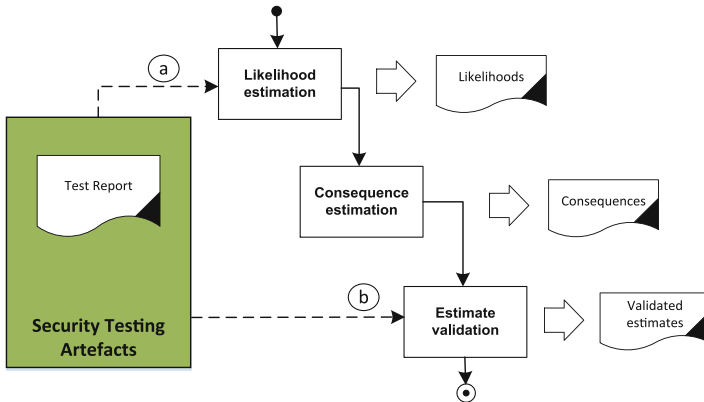 a
Likelihood
estimation
Likelihoods
Test Report
Consequence
estimation
Consequences
b
Security Testing
Artefacts
Estimate
validation
Validated
estimates